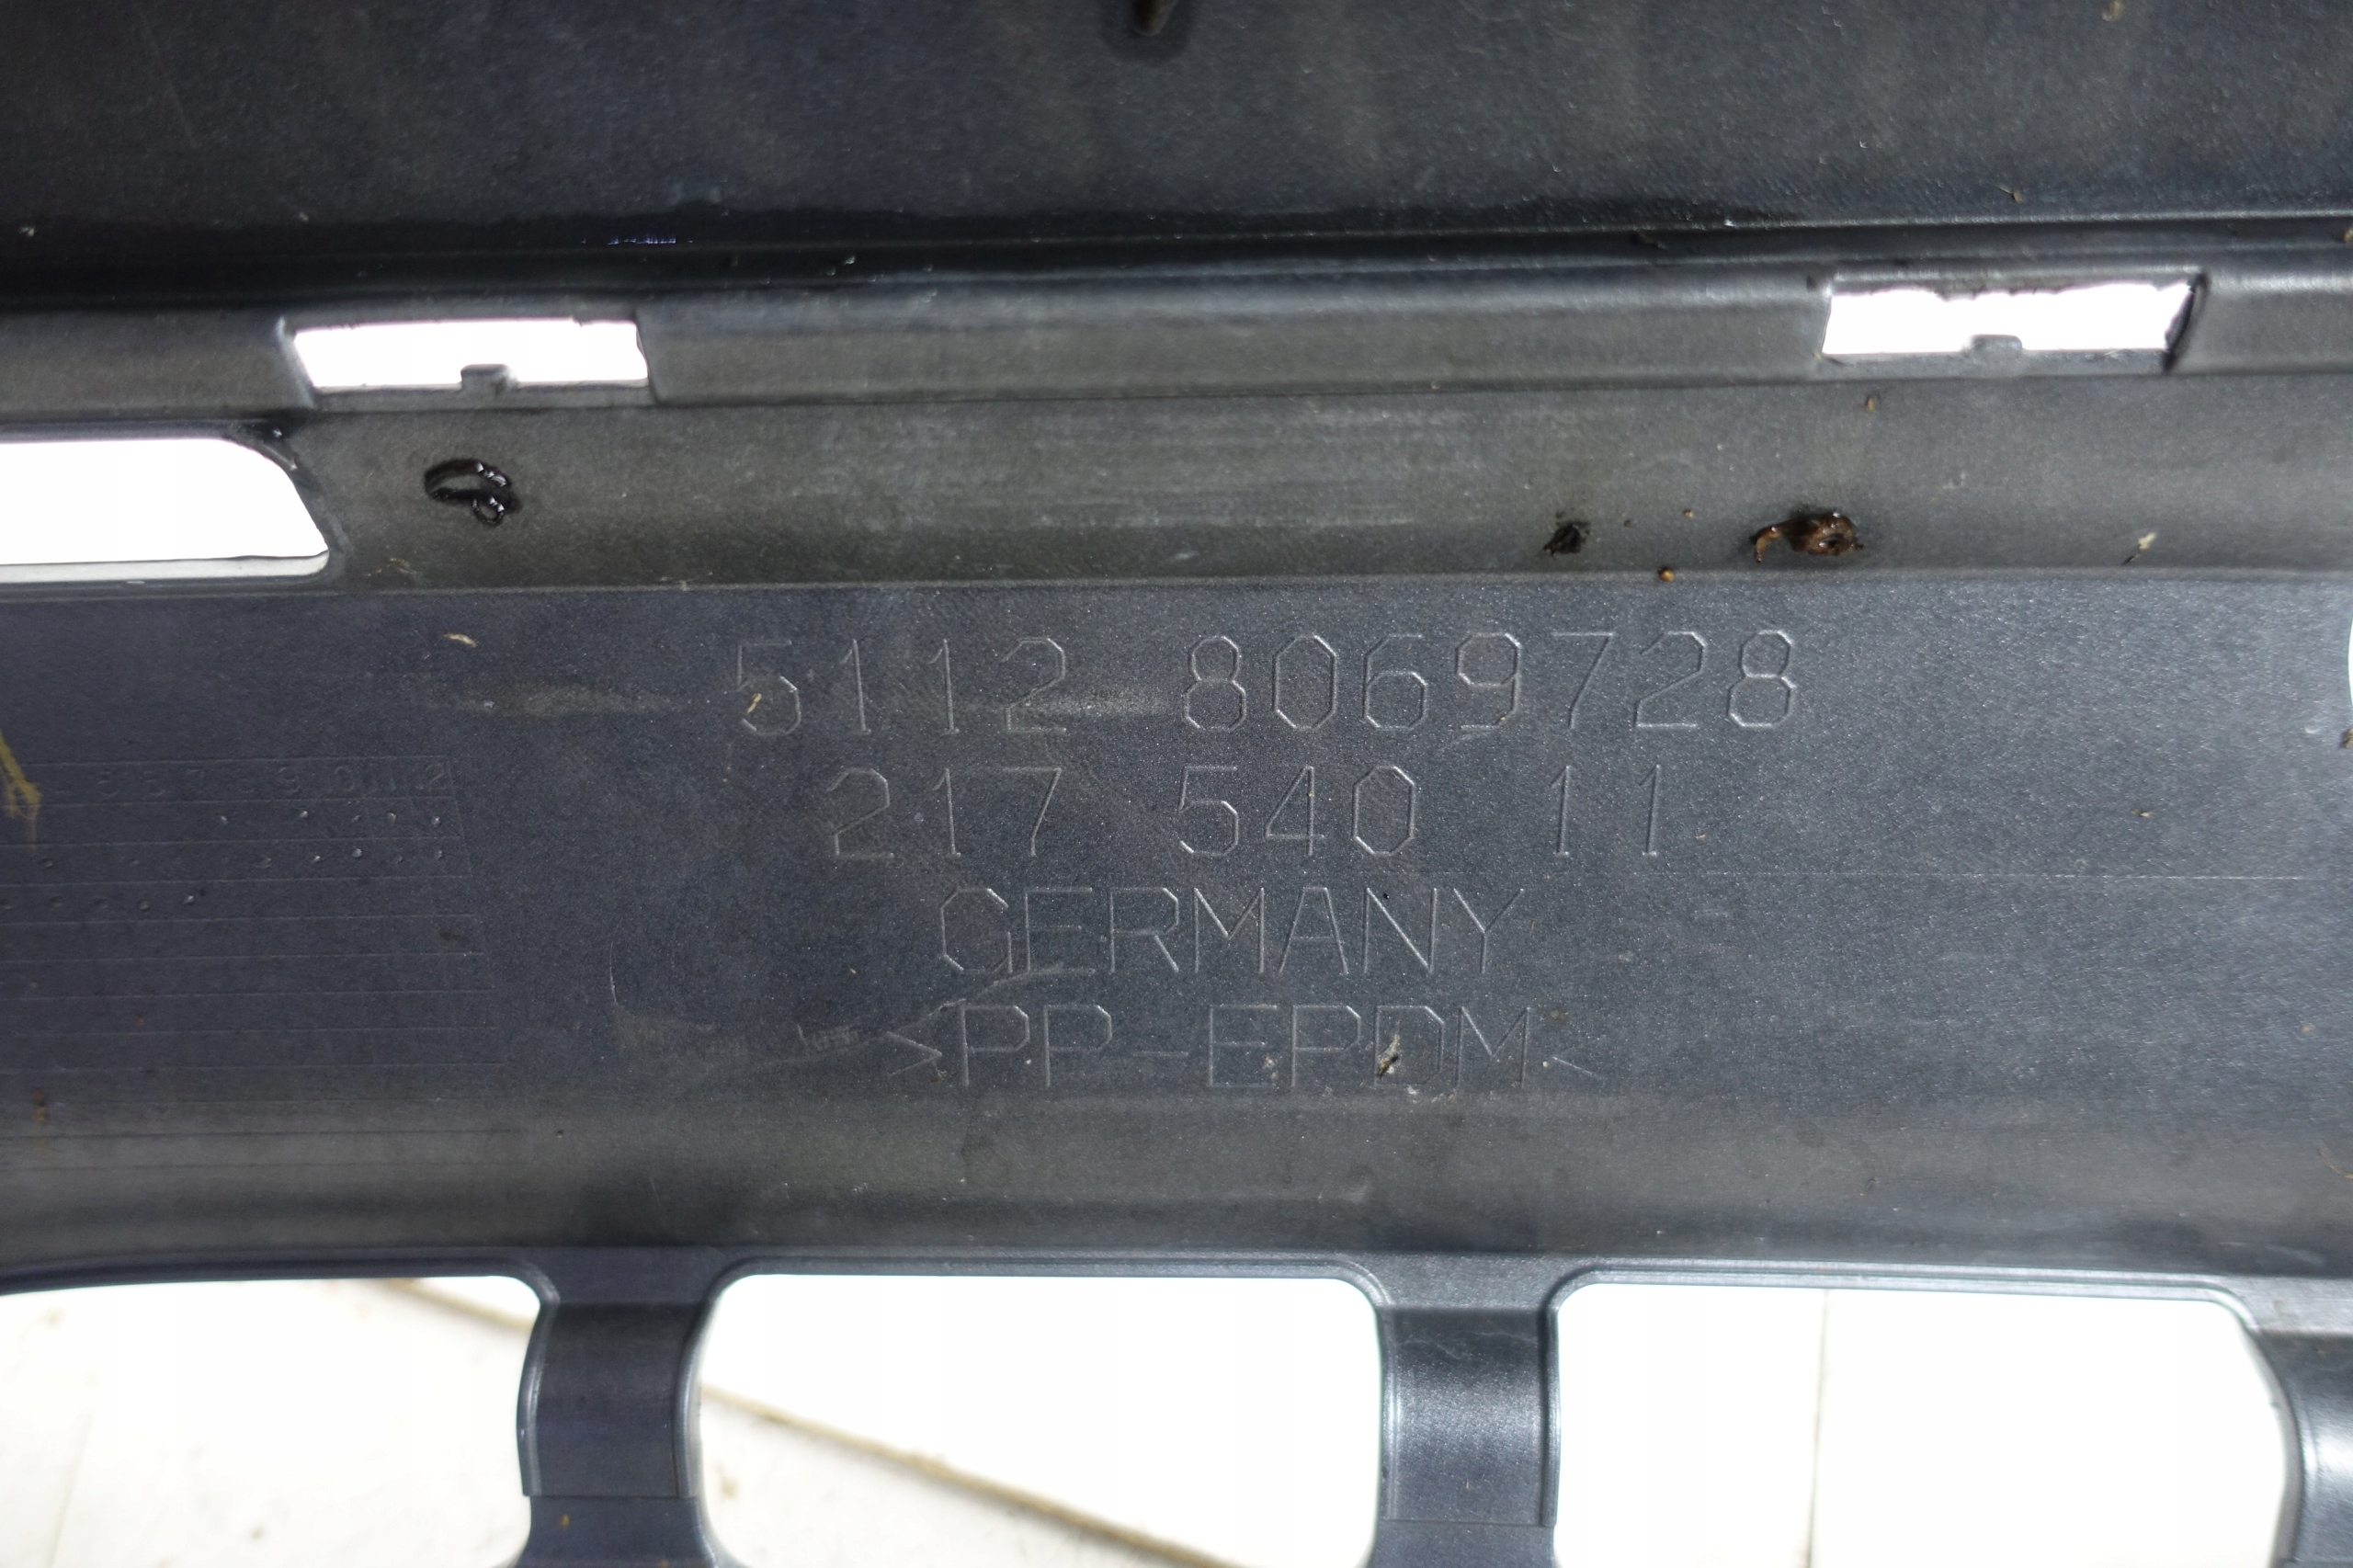 5112 8069728
217 540 11
GERMANY
>PP-EPDM<